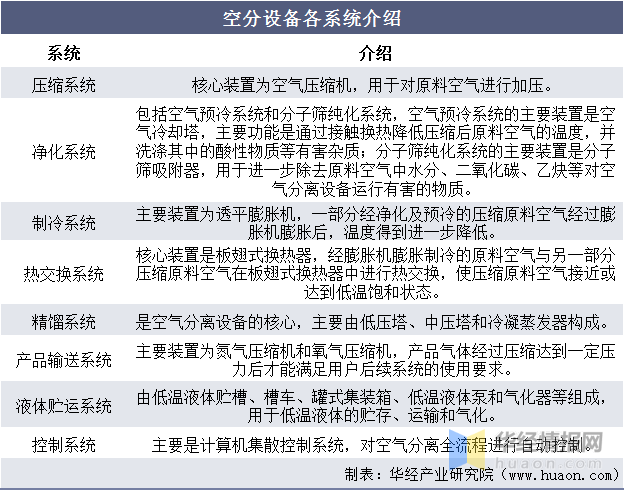 空分设备各系统介绍
系统 介绍
压缩系统 核心装置为空气压缩机，用于对原料空气进行加压。
包括空气预冷系统和分子筛纯化系统，空气预冷系统的主要装置是空
气冷却塔，主要功能是通过接触换热降低压缩后原料空气的温度，并
净化系统 洗涤其中的酸性物质等有害杂质；分子筛纯化系统的主要装置是分子
筛吸附器，用于进一步除去原料空气中水分、二氧化碳、乙炔等对空
气分离设备运行有害的物质。
制冷系统 主要装置为透平膨胀机，一部分经净化及预冷的压缩原料空气经过膨
胀机膨胀后，温度得到进一步降低。
核心装置是板翅式换热器，经膨胀机膨胀制冷的原料空气与另一部分
热交换系统 压缩原料空气在板翅式换热器中进行热交换，使压缩原料空气接近或
达到低温饱和状态。
精馏系统 是空气分离设备的核心，主要由低压塔、中压塔和冷凝蒸发器构成。
产品输送系统 主要装置为氮气压缩机和氧气压缩机，产品气体经过压缩达到一定压
力后才能满足用户后续系统的使用要求。
液体贮运系统 由低温液体贮槽、槽车、罐式集装箱、低温液体泵和气化器等组成，
用于低温液体的贮存、运输和气化。
控制系统 主要是计算机集散控制系统，对空气分离全流程进行自动控制。
华经情报网
huaon.com
制表：华经产业研究院（www.huaon.com）